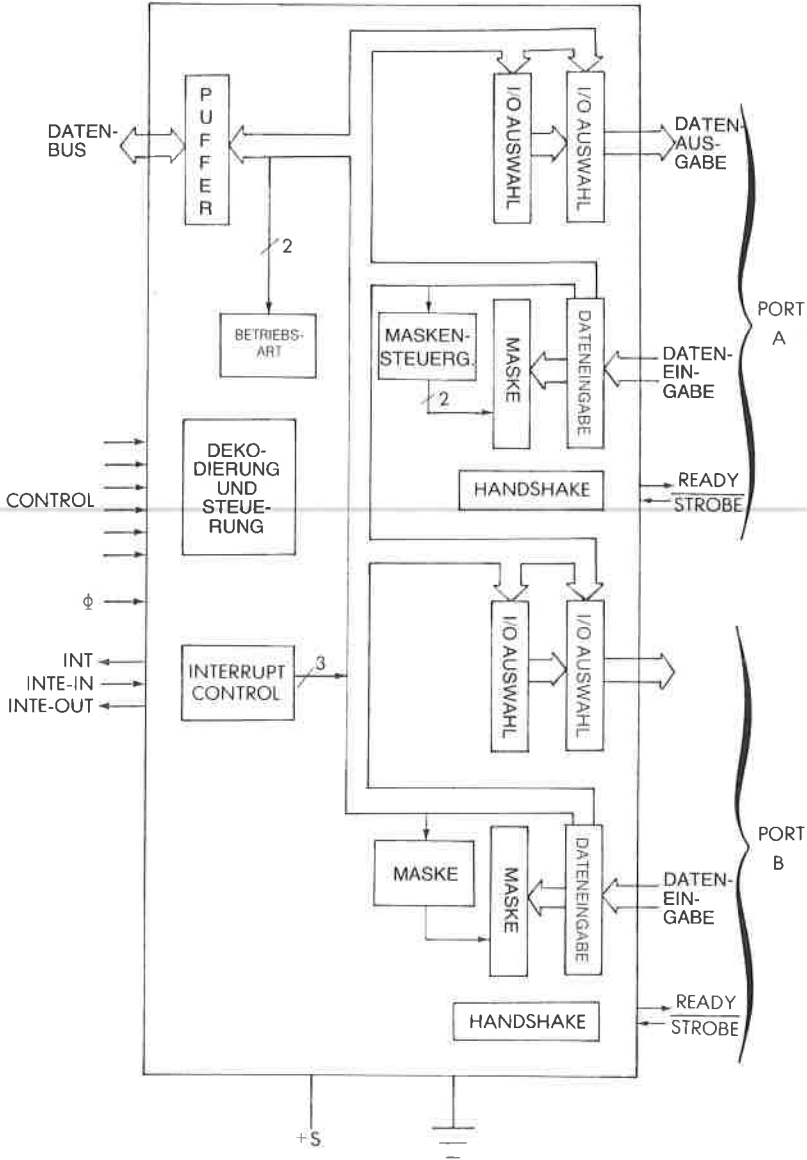 PUFFER
I/O AUSWAHL
I/O AUSWAHL
DATEN-
BUS
DATEN-
AUS-
GABE
2
BETRIEBS-
ART
MASKEN-
STEUERG.
2
MASKE
DATENEINGABE
DATEN-
EIN-
GABE
PORT
A
DEKO-
DIERUNG
UND
STEUE-
RUNG
CONTROL
HANDSHAKE
READY
STROBE
Φ
INT
INTE-IN
INTE-OUT
INTERRUPT
CONTROL
3
I/O AUSWAHL
I/O AUSWAHL
MASKE
MASKE
DATENEINGABE
DATEN-
EIN-
GABE
PORT
B
HANDSHAKE
READY
STROBE
+S